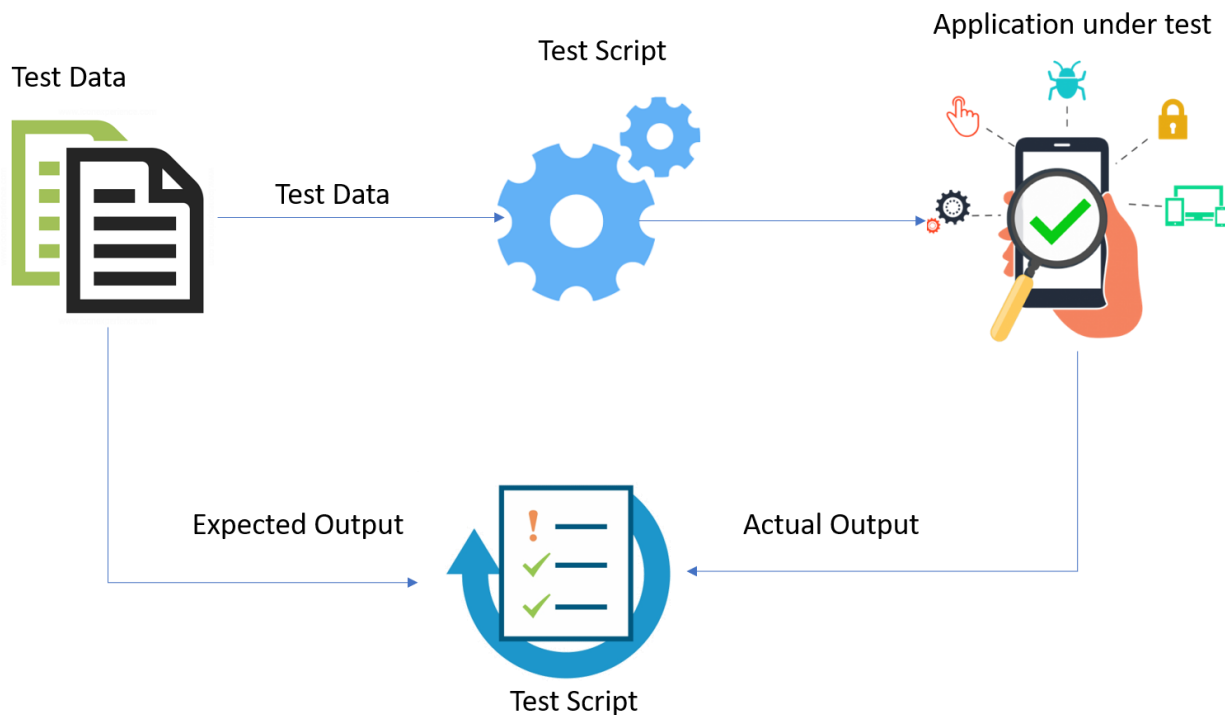 Application under test
Test Script
Test Data
Test Data
Expected Output
Actual Output
Test Script